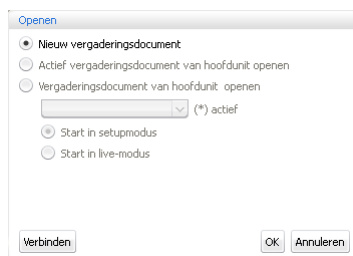 Openen
Nieuw vergaderingsdocument
Actief vergaderingsdocument van hoofdunit openen
Vergaderingsdocument van hoofdunit openen
(*) actief
Start in setupmodus
Start in live-modus
Verbinden OK Annuleren